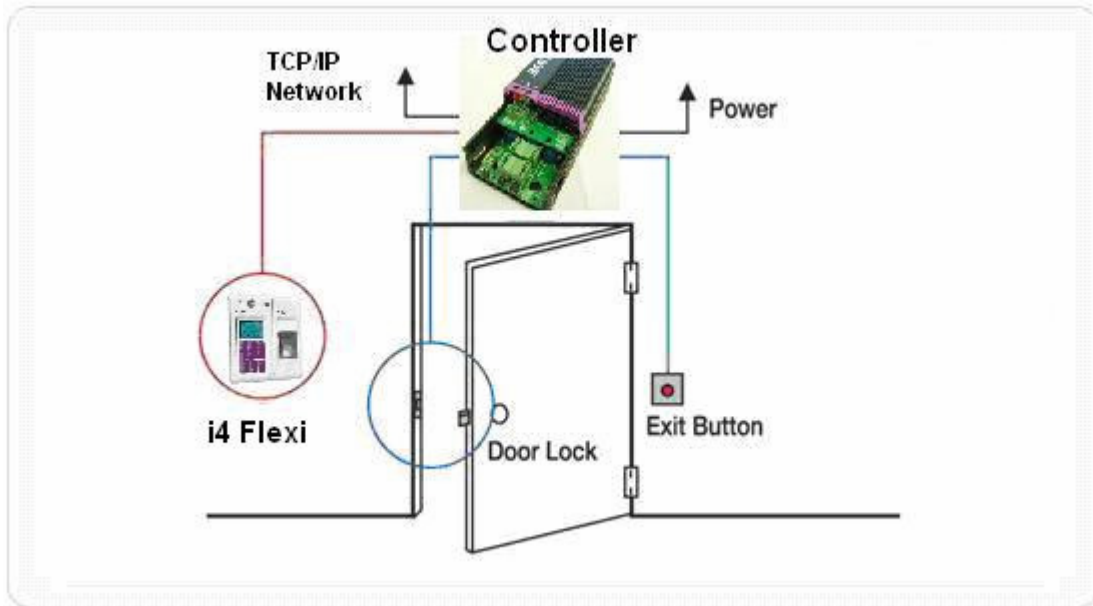 Controller
TCP/IP
Network
Power
i4 Flexi
Door Lock
Exit Button